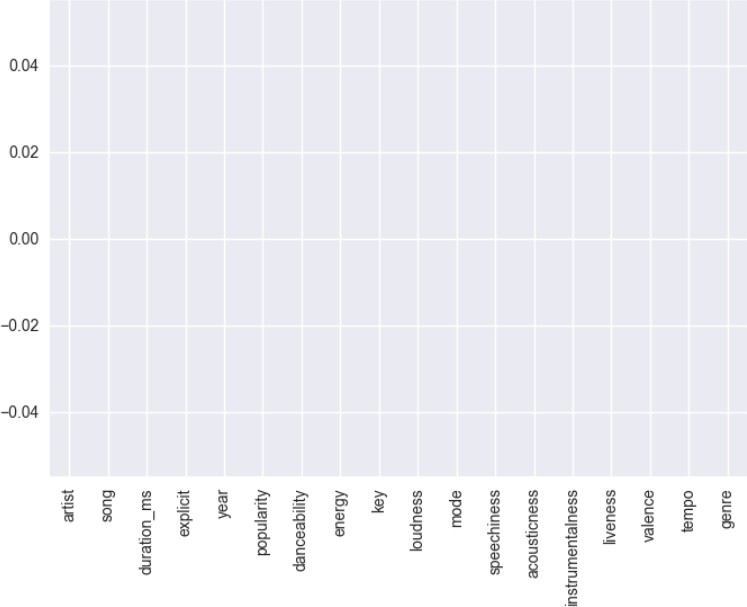 0.04
0.02
0.00
−0.02
−0.04
artist
song
duration_ms
explicit
year
popularity
danceability
energy
key
loudness
mode
speechiness
acousticness
instrumentalness
liveness
valence
tempo
genre